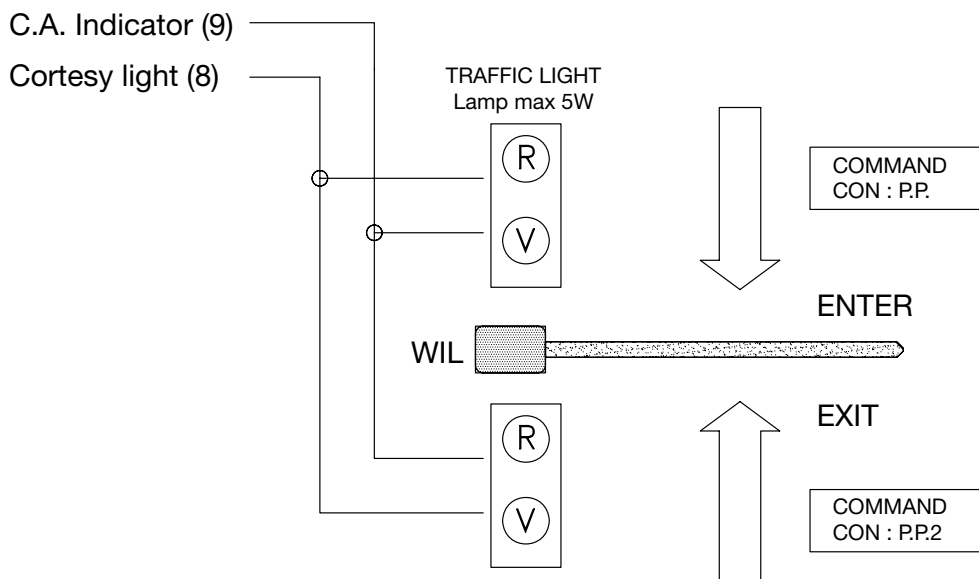 C.A. Indicator (9)
Cortesy light (8)
TRAFFIC LIGHT
Lamp max 5W
R
V
COMMAND
CON : P.P.
ENTER
WIL
EXIT
R
V
COMMAND
CON : P.P.2